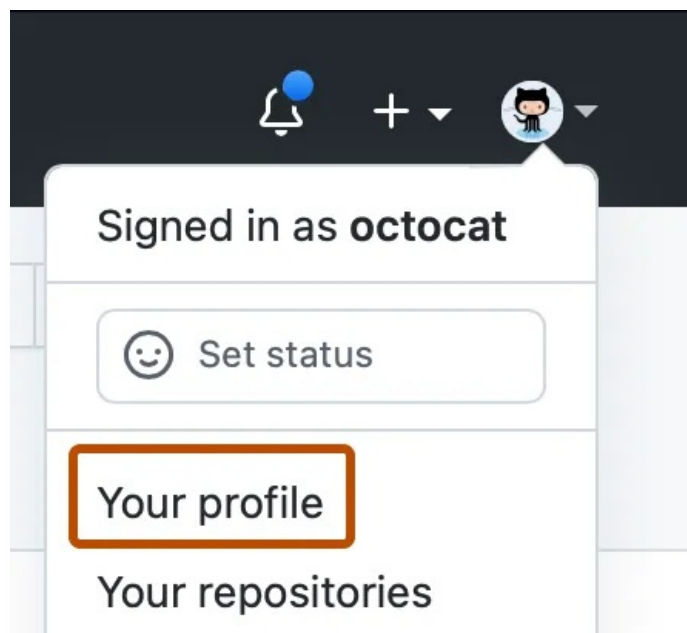 Signed in as octocat
Set status
Your profile
Your repositories